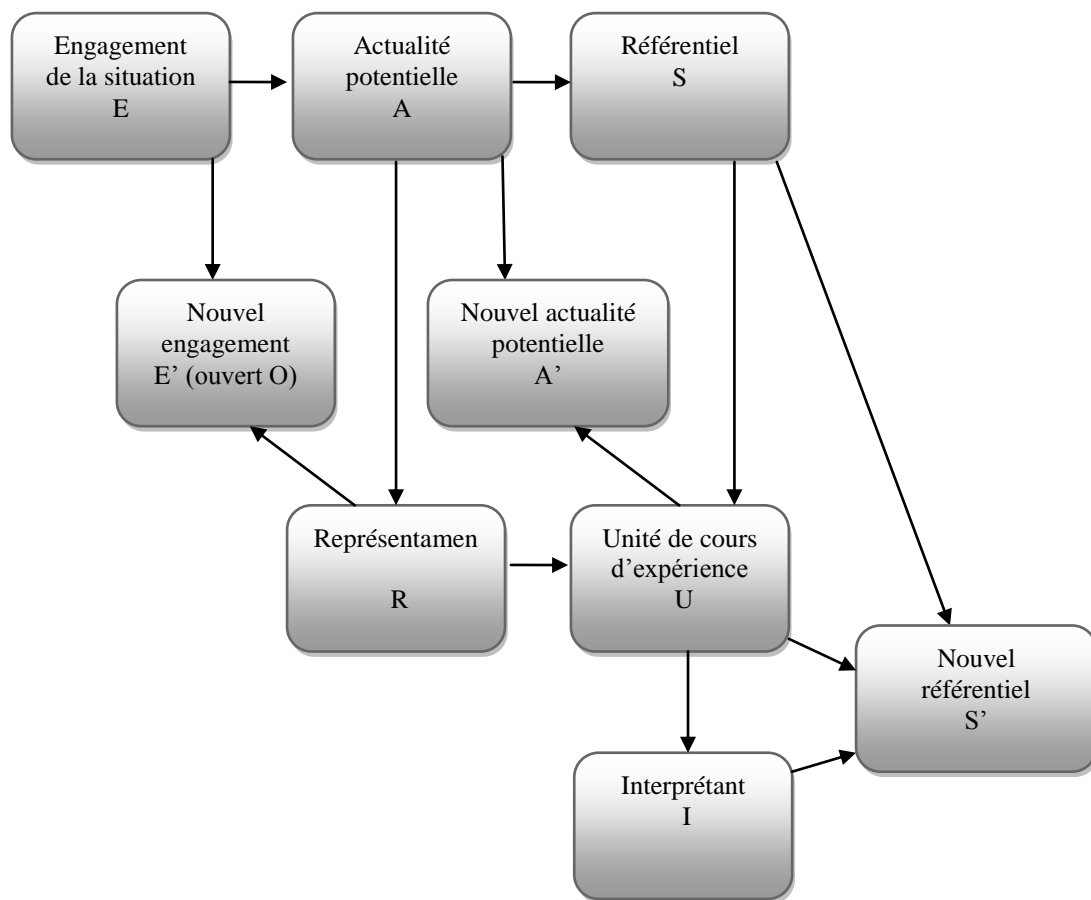 Engagement
de la situation
E
Actualité
potentielle
A
Référentiel
S
Nouvel
engagement
E’ (ouvert O)
Nouvel actualité
potentielle
A’
Représentamen
R
Unité de cours
d’expérience
U
Nouvel
référentiel
S’
Interprétant
I